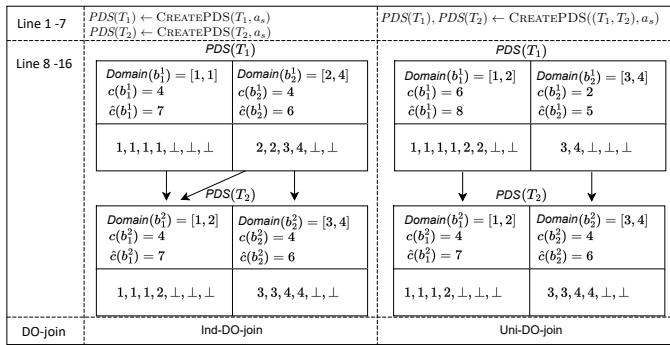 Line 1 -7
PDS(T₁) ← CREATEPDS(T₁, aₛ)
PDS(T₂) ← CREATEPDS(T₂, aₛ)
PDS(T₁), PDS(T₂) ← CREATEPDS((T₁, T₂), aₛ)
Line 8 -16
PDS(T₁)
Domain(b₁¹) = [1, 1]
c(b₁¹) = 4
ĉ(b₁¹) = 7
Domain(b₂¹) = [2, 4]
c(b₂¹) = 4
ĉ(b₂¹) = 6
1, 1, 1, 1, ⊥, ⊥, ⊥
2, 2, 3, 4, ⊥, ⊥
PDS(T₂)
Domain(b₁²) = [1, 2]
c(b₁²) = 4
ĉ(b₁²) = 7
Domain(b₂²) = [3, 4]
c(b₂²) = 4
ĉ(b₂²) = 6
1, 1, 1, 2, ⊥, ⊥, ⊥
3, 3, 4, 4, ⊥, ⊥
PDS(T₁)
Domain(b₁¹) = [1, 2]
c(b₁¹) = 6
ĉ(b₁¹) = 8
Domain(b₂¹) = [3, 4]
c(b₂¹) = 2
ĉ(b₂¹) = 5
1, 1, 1, 1, 2, 2, ⊥, ⊥
3, 4, ⊥, ⊥, ⊥
PDS(T₂)
Domain(b₁²) = [1, 2]
c(b₁²) = 4
ĉ(b₁²) = 7
Domain(b₂²) = [3, 4]
c(b₂²) = 4
ĉ(b₂²) = 6
1, 1, 1, 2, ⊥, ⊥, ⊥
3, 3, 4, 4, ⊥, ⊥
DO-join
Ind-DO-join
Uni-DO-join